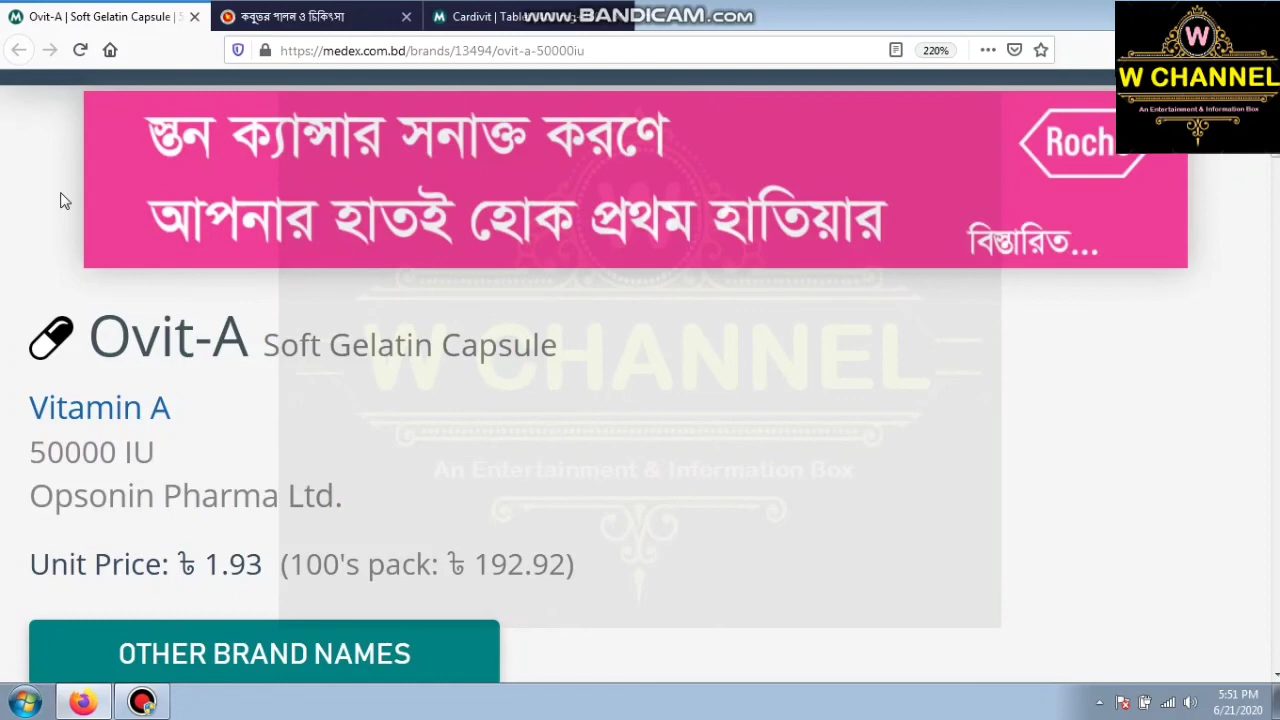 Ovit-A | Soft Gelatin Capsule | 5
কবুতর পালন ও চিকিৎসা
Cardivit | Tabl
www.BANDICAM.com
https://medex.com.bd/brands/13494/ovit-a-50000iu
220%
W
W CHANNEL
An Entertainment & Information Box
স্তন ক্যান্সার সনাক্ত করণে
আপনার হাতই হোক প্রথম হাতিয়ার
Roch
বিস্তারিত...
Ovit-A Soft Gelatin Capsule
Vitamin A
50000 IU
Opsonin Pharma Ltd.
Unit Price: ৳ 1.93 (100's pack: ৳ 192.92)
W CHANNEL
An Entertainment & Information Box
OTHER BRAND NAMES
5:51 PM
6/21/2020